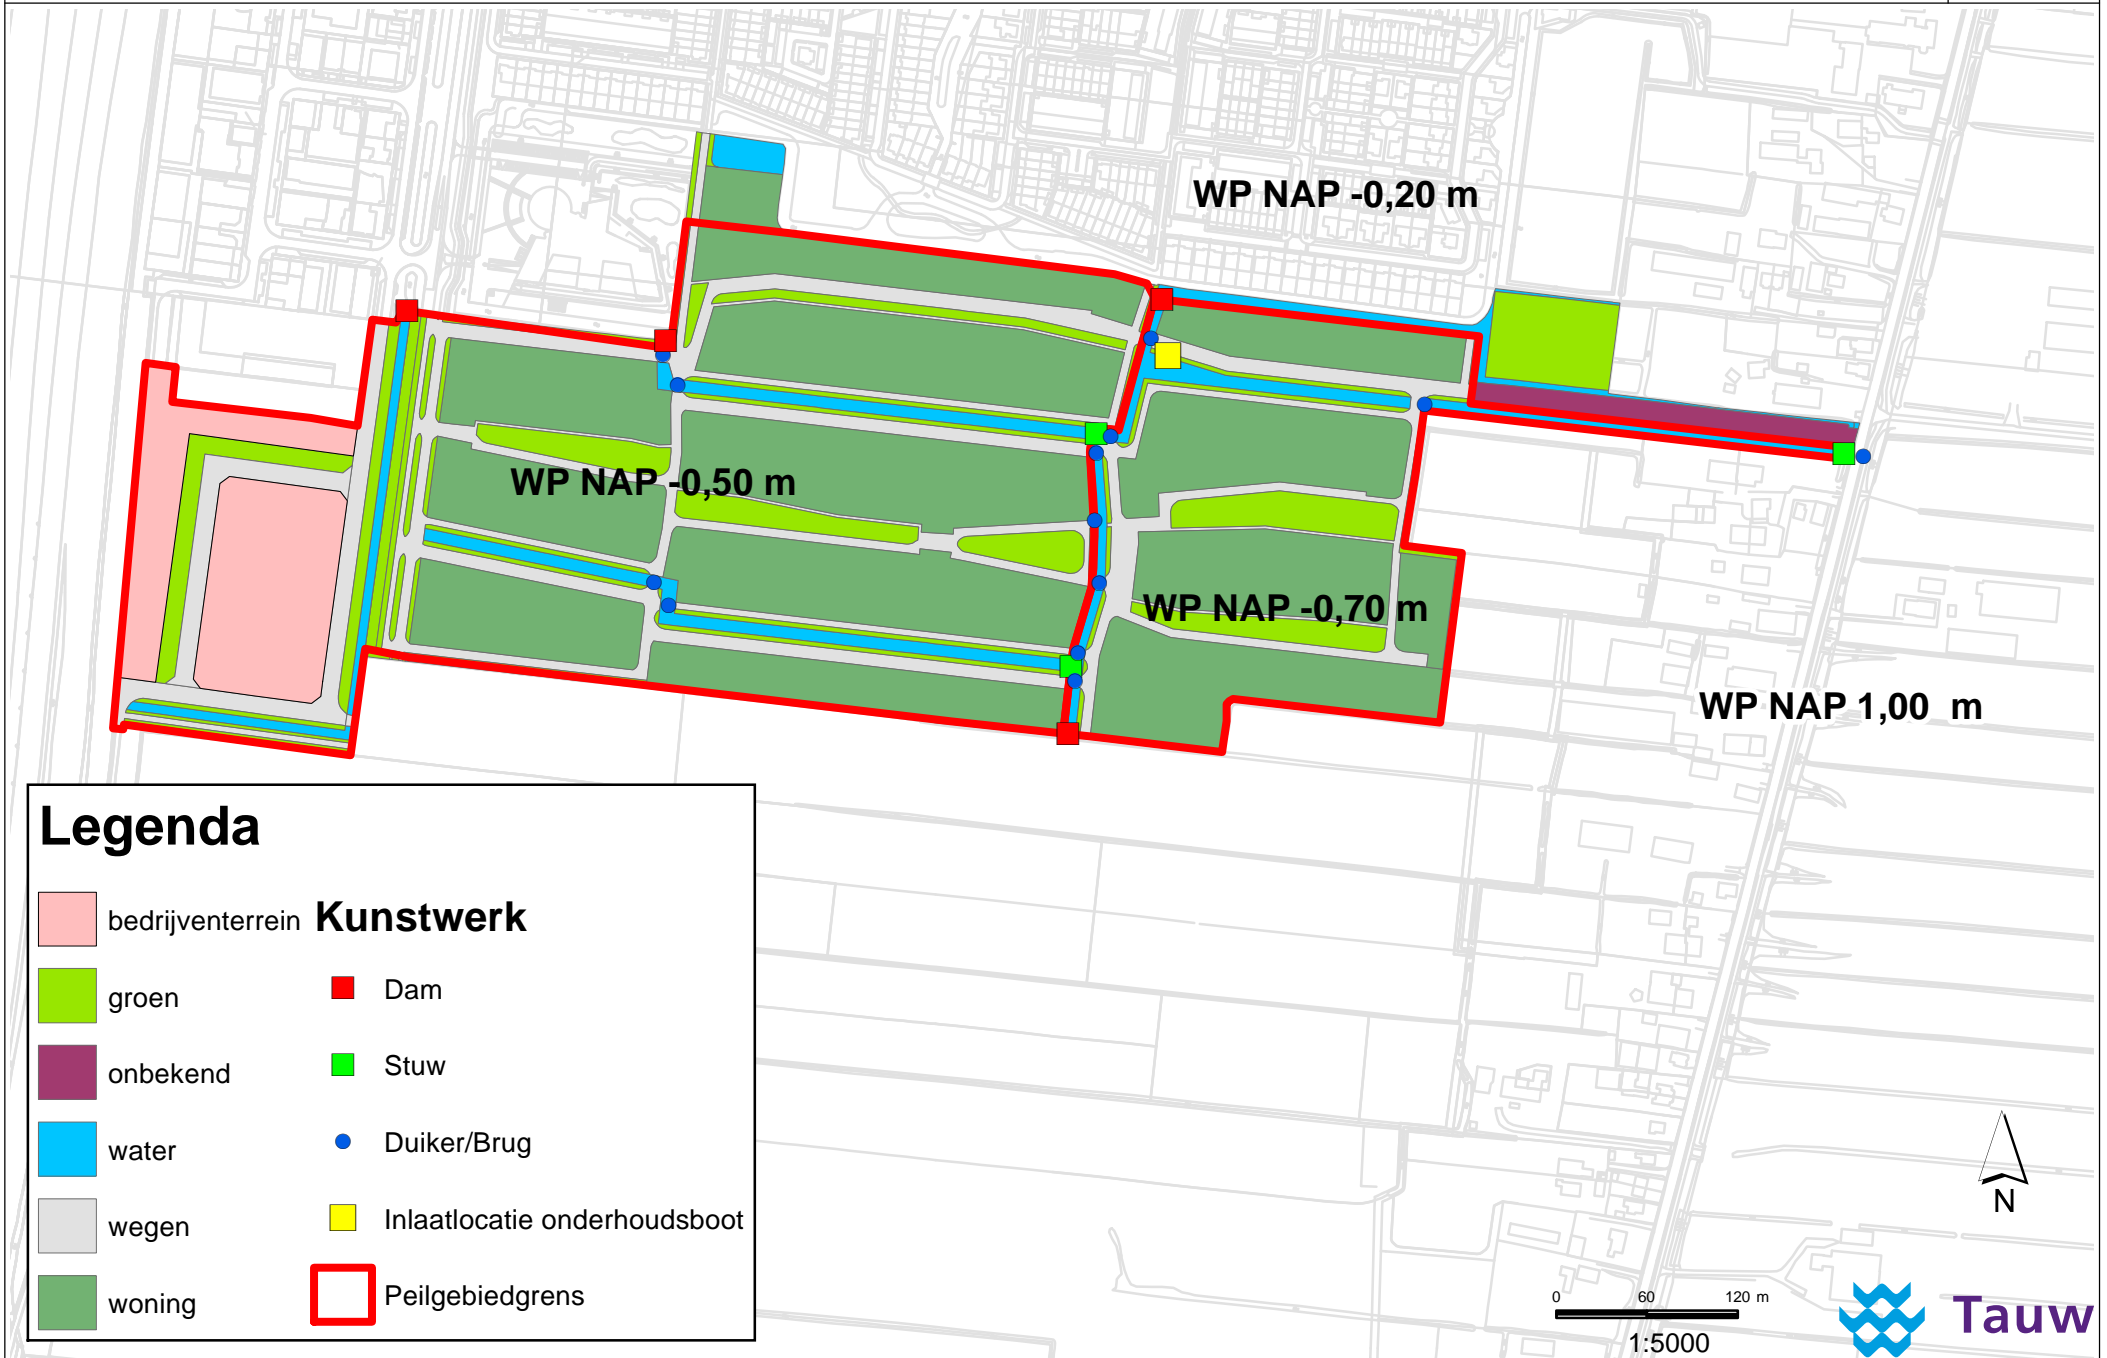 WP NAP -0,20 m
WP NAP -0,50 m
WP NAP -0,70 m
WP NAP 1,00 m
Legenda
bedrijventerrein
groen
onbekend
water
wegen
woning
Kunstwerk
Dam
Stuw
Duiker/Brug
Inlaatlocatie onderhoudsboot
Peilgebiedgrens
N
0 60 120 m
1:5000
Tauw